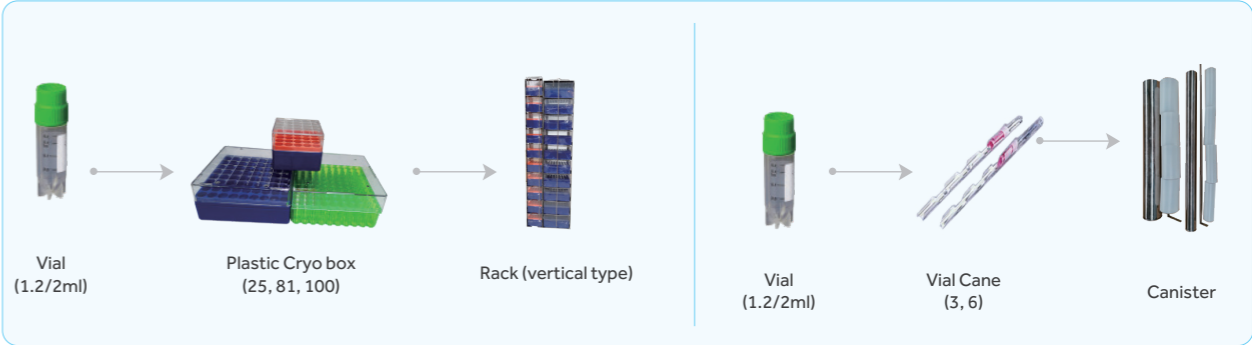 Vial
(1.2/2ml)
Plastic Cryo box
(25, 81, 100)
Rack (vertical type)
Vial
(1.2/2ml)
Vial Cane
(3, 6)
Canister